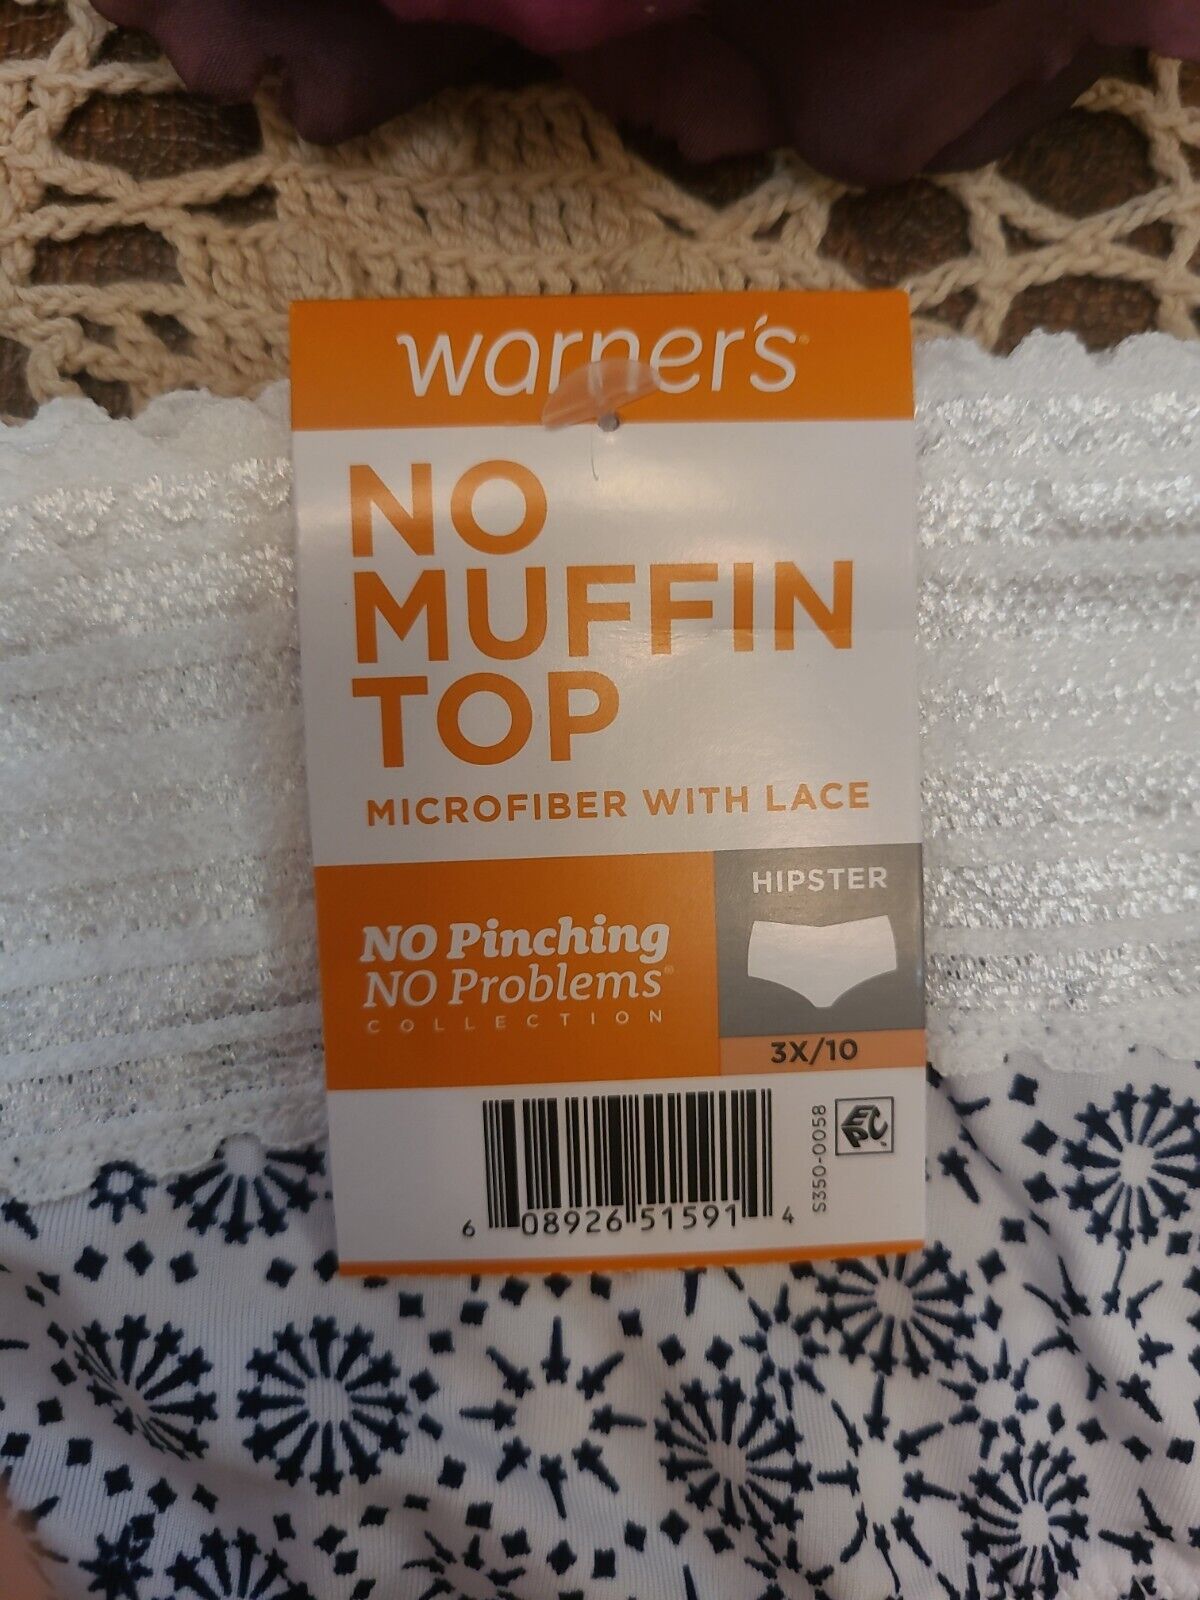 warner's®
NO
MUFFIN
TOP
MICROFIBER WITH LACE
NO Pinching
NO Problems®
COLLECTION
HIPSTER
3X/10
6 08926 51591 4
S350-0058
EPC